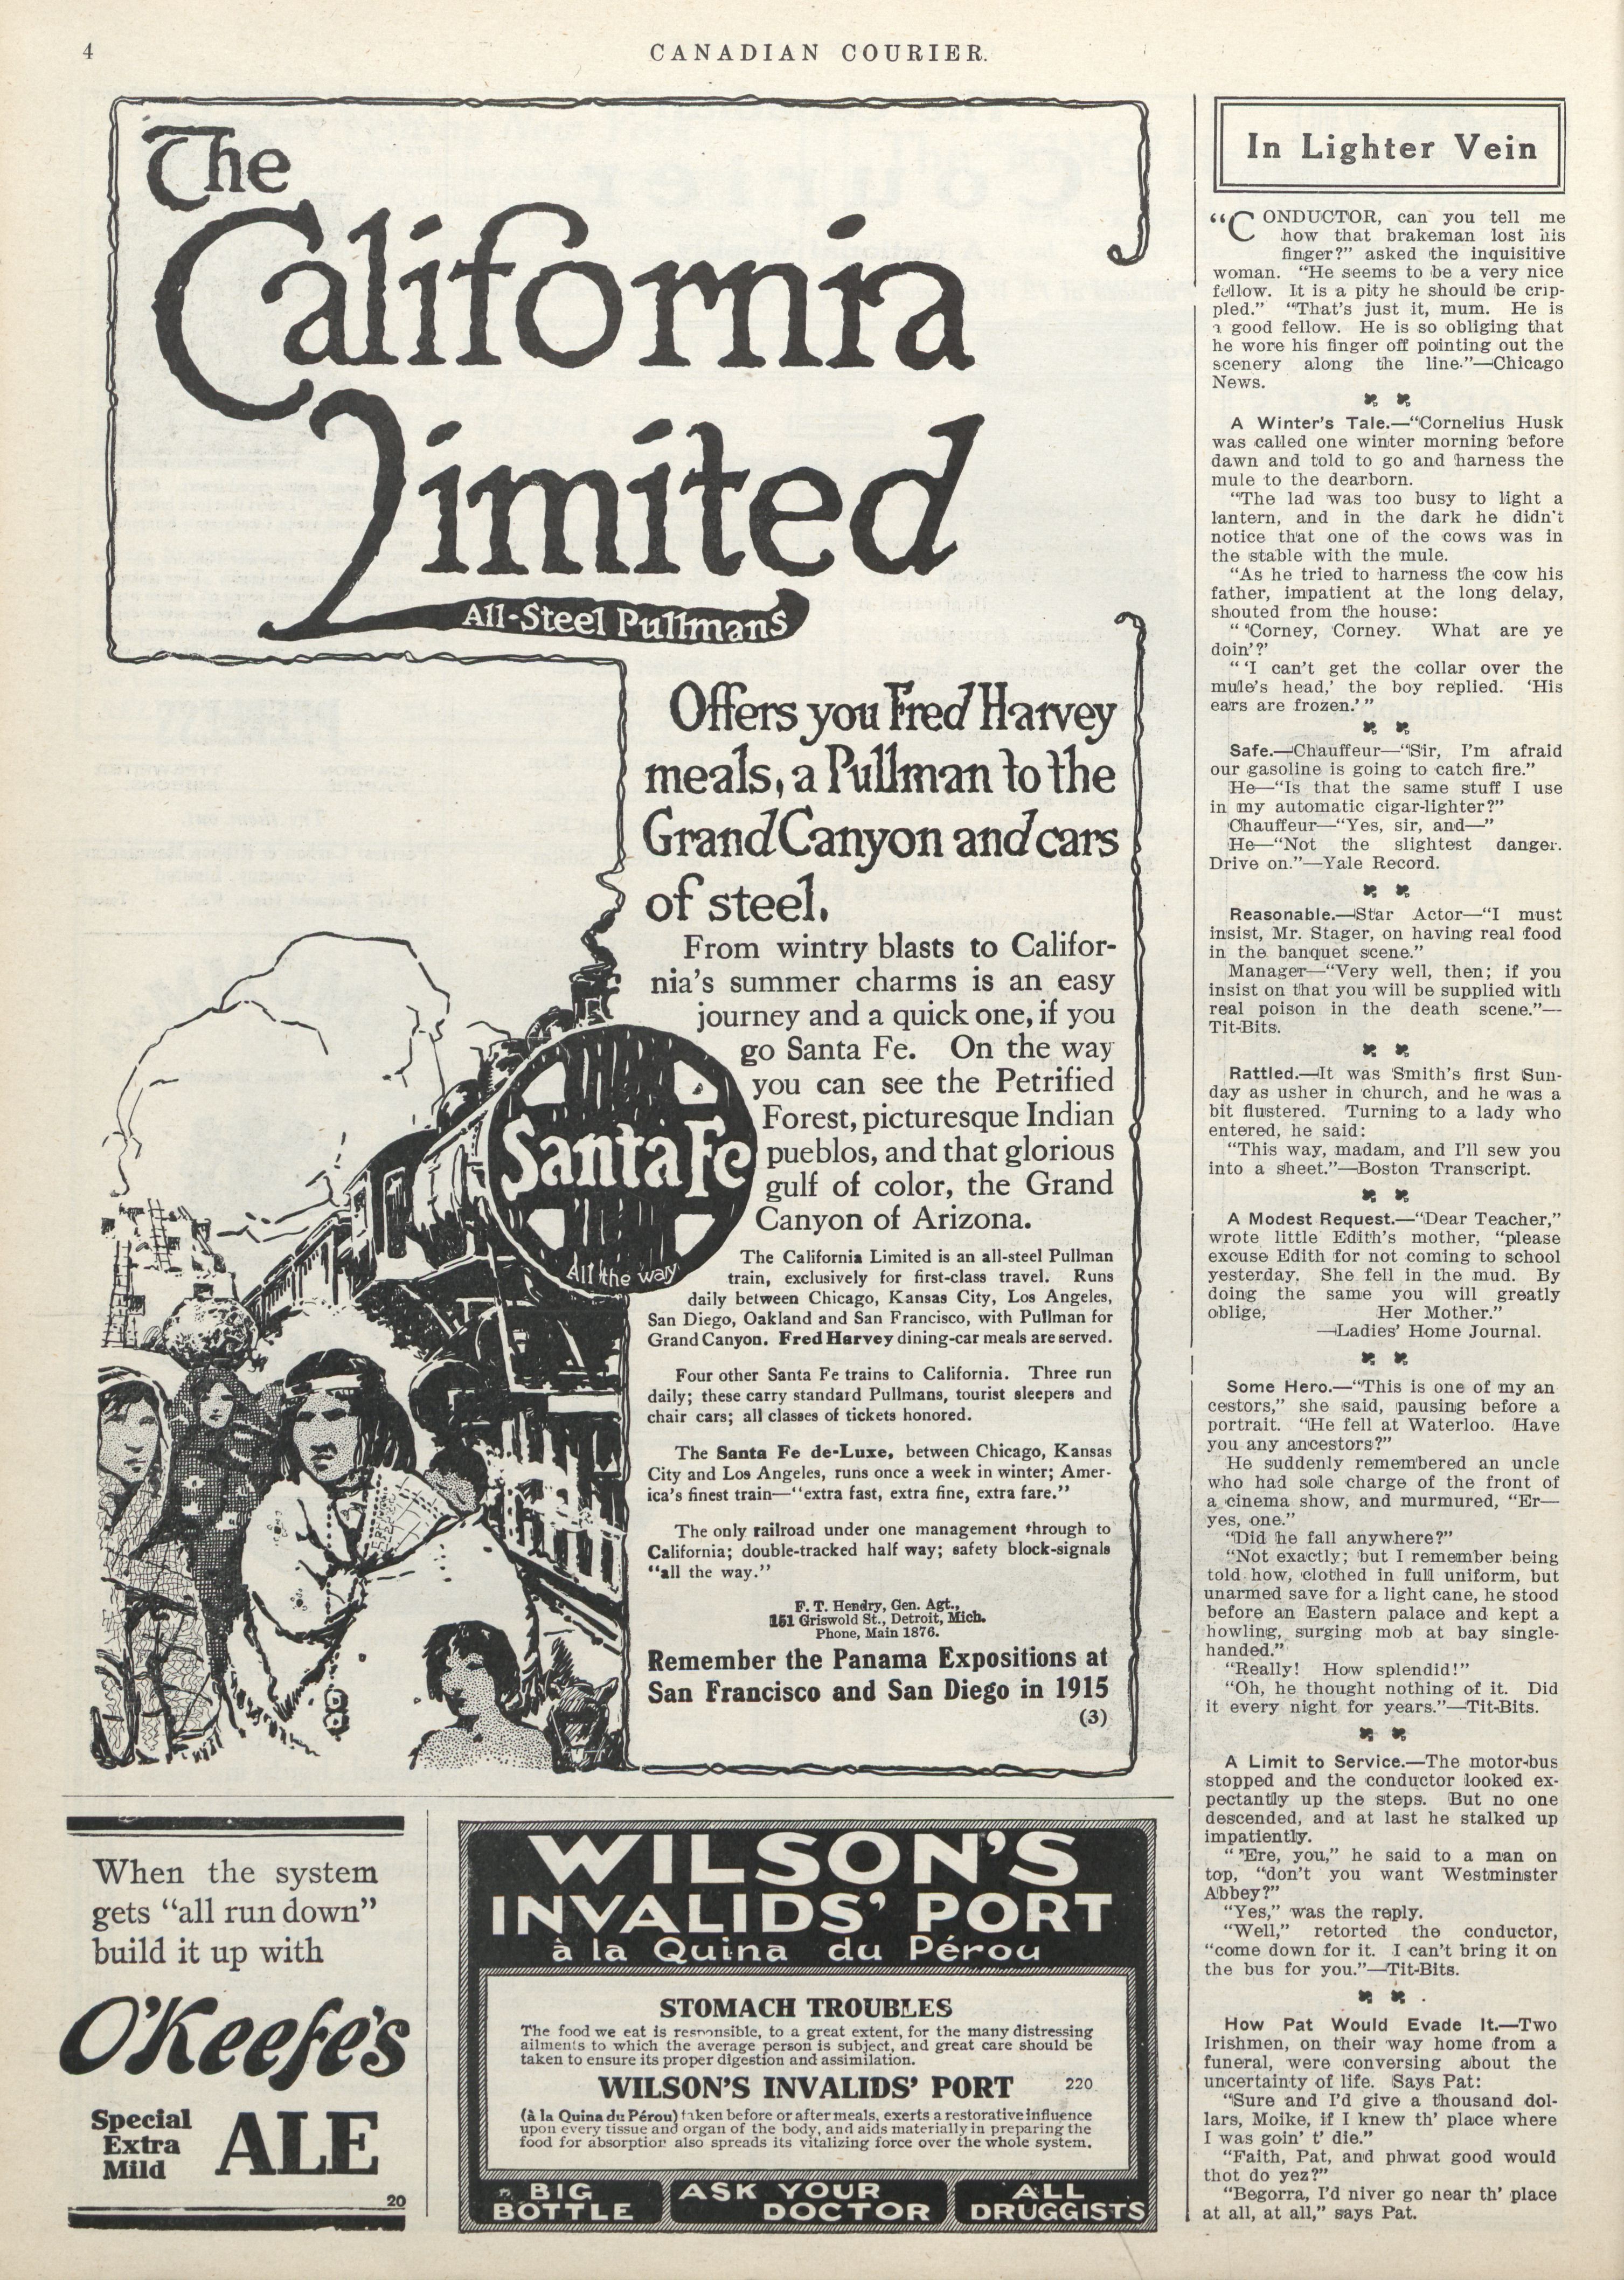 4
CANADIAN COURIER.
The
California
Limited
All-Steel Pullmans
Offers you Fred Harvey
meals, a Pullman to the
Grand Canyon and cars
of steel.
From wintry blasts to Califor-
nia's summer charms is an easy
journey and a quick one, if you
go Santa Fe. On the way
you can see the Petrified
Forest, picturesque Indian
pueblos, and that glorious
gulf of color, the Grand
Canyon of Arizona.
Santa Fe
All the way
The California Limited is an all-steel Pullman
train, exclusively for first-class travel. Runs
daily between Chicago, Kansas City, Los Angeles,
San Diego, Oakland and San Francisco, with Pullman for
Grand Canyon. Fred Harvey dining-car meals are served.
Four other Santa Fe trains to California. Three run
daily; these carry standard Pullmans, tourist sleepers and
chair cars; all classes of tickets honored.
The Santa Fe de-Luxe, between Chicago, Kansas
City and Los Angeles, runs once a week in winter; Amer-
ica's finest train—"extra fast, extra fine, extra fare."
The only railroad under one management through to
California; double-tracked half way; safety block-signals
"all the way."
F. T. Hendry, Gen. Agt.,
151 Griswold St., Detroit, Mich.
Phone, Main 1876.
Remember the Panama Expositions at
San Francisco and San Diego in 1915
(3)
When the system
gets "all run down"
build it up with
O'Keefe's
Special
Extra
Mild
ALE
20
WILSON'S
INVALIDS' PORT
à la Quina du Pérou
STOMACH TROUBLES
The food we eat is responsible, to a great extent, for the many distressing
ailments to which the average person is subject, and great care should be
taken to ensure its proper digestion and assimilation.
WILSON'S INVALIDS' PORT 220
(à la Quina du Pérou) taken before or after meals, exerts a restorative influence
upon every tissue and organ of the body, and aids materially in preparing the
food for absorption also spreads its vitalizing force over the whole system.
BIG
BOTTLE
ASK YOUR
DOCTOR
ALL
DRUGGISTS
In Lighter Vein
"CONDUCTOR, can you tell me
how that brakeman lost his
finger?" asked the inquisitive
woman. "He seems to be a very nice
fellow. It is a pity he should be crip-
pled." "That's just it, mum. He is
a good fellow. He is so obliging that
he wore his finger off pointing out the
scenery along the line."—Chicago
News.
A Winter's Tale.—"Cornelius Husk
was called one winter morning before
dawn and told to go and harness the
mule to the dearborn.
"The lad was too busy to light a
lantern, and in the dark he didn't
notice that one of the cows was in
the stable with the mule.
"As he tried to harness the cow his
father, impatient at the long delay,
shouted from the house:
" 'Corney, Corney. What are ye
doin'?'
" 'I can't get the collar over the
mule's head,' the boy replied. 'His
ears are frozen.' "
Safe.—Chauffeur—"Sir, I'm afraid
our gasoline is going to catch fire."
He—"Is that the same stuff I use
in my automatic cigar-lighter?"
Chauffeur—"Yes, sir, and—"
He—"Not the slightest danger.
Drive on."—Yale Record.
Reasonable.—Star Actor—"I must
insist, Mr. Stager, on having real food
in the banquet scene."
Manager—"Very well, then; if you
insist on that you will be supplied with
real poison in the death scene."—
Tit-Bits.
Rattled.—It was Smith's first Sun-
day as usher in church, and he was a
bit flustered. Turning to a lady who
entered, he said:
"This way, madam, and I'll sew you
into a sheet."—Boston Transcript.
A Modest Request.—"Dear Teacher,"
wrote little Edith's mother, "please
excuse Edith for not coming to school
yesterday. She fell in the mud. By
doing the same you will greatly
oblige, Her Mother."
—Ladies' Home Journal.
Some Hero.—"This is one of my an
cestors," she said, pausing before a
portrait. "He fell at Waterloo. Have
you any ancestors?"
He suddenly remembered an uncle
who had sole charge of the front of
a cinema show, and murmured, "Er—
yes, one."
"Did he fall anywhere?"
"Not exactly; but I remember being
told how, clothed in full uniform, but
unarmed save for a light cane, he stood
before an Eastern palace and kept a
howling, surging mob at bay single-
handed."
"Really! How splendid!"
"Oh, he thought nothing of it. Did
it every night for years."—Tit-Bits.
A Limit to Service.—The motor-bus
stopped and the conductor looked ex-
pectantly up the steps. But no one
descended, and at last he stalked up
impatiently.
" 'Ere, you," he said to a man on
top, "don't you want Westminster
Abbey?"
"Yes," was the reply.
"Well," retorted the conductor,
"come down for it. I can't bring it on
the bus for you."—Tit-Bits.
How Pat Would Evade It.—Two
Irishmen, on their way home from a
funeral, were conversing about the
uncertainty of life. Says Pat:
"Sure and I'd give a thousand dol-
lars, Moike, if I knew th' place where
I was goin' t' die."
"Faith, Pat, and phwat good would
thot do yez?"
"Begorra, I'd niver go near th' place
at all, at all," says Pat.